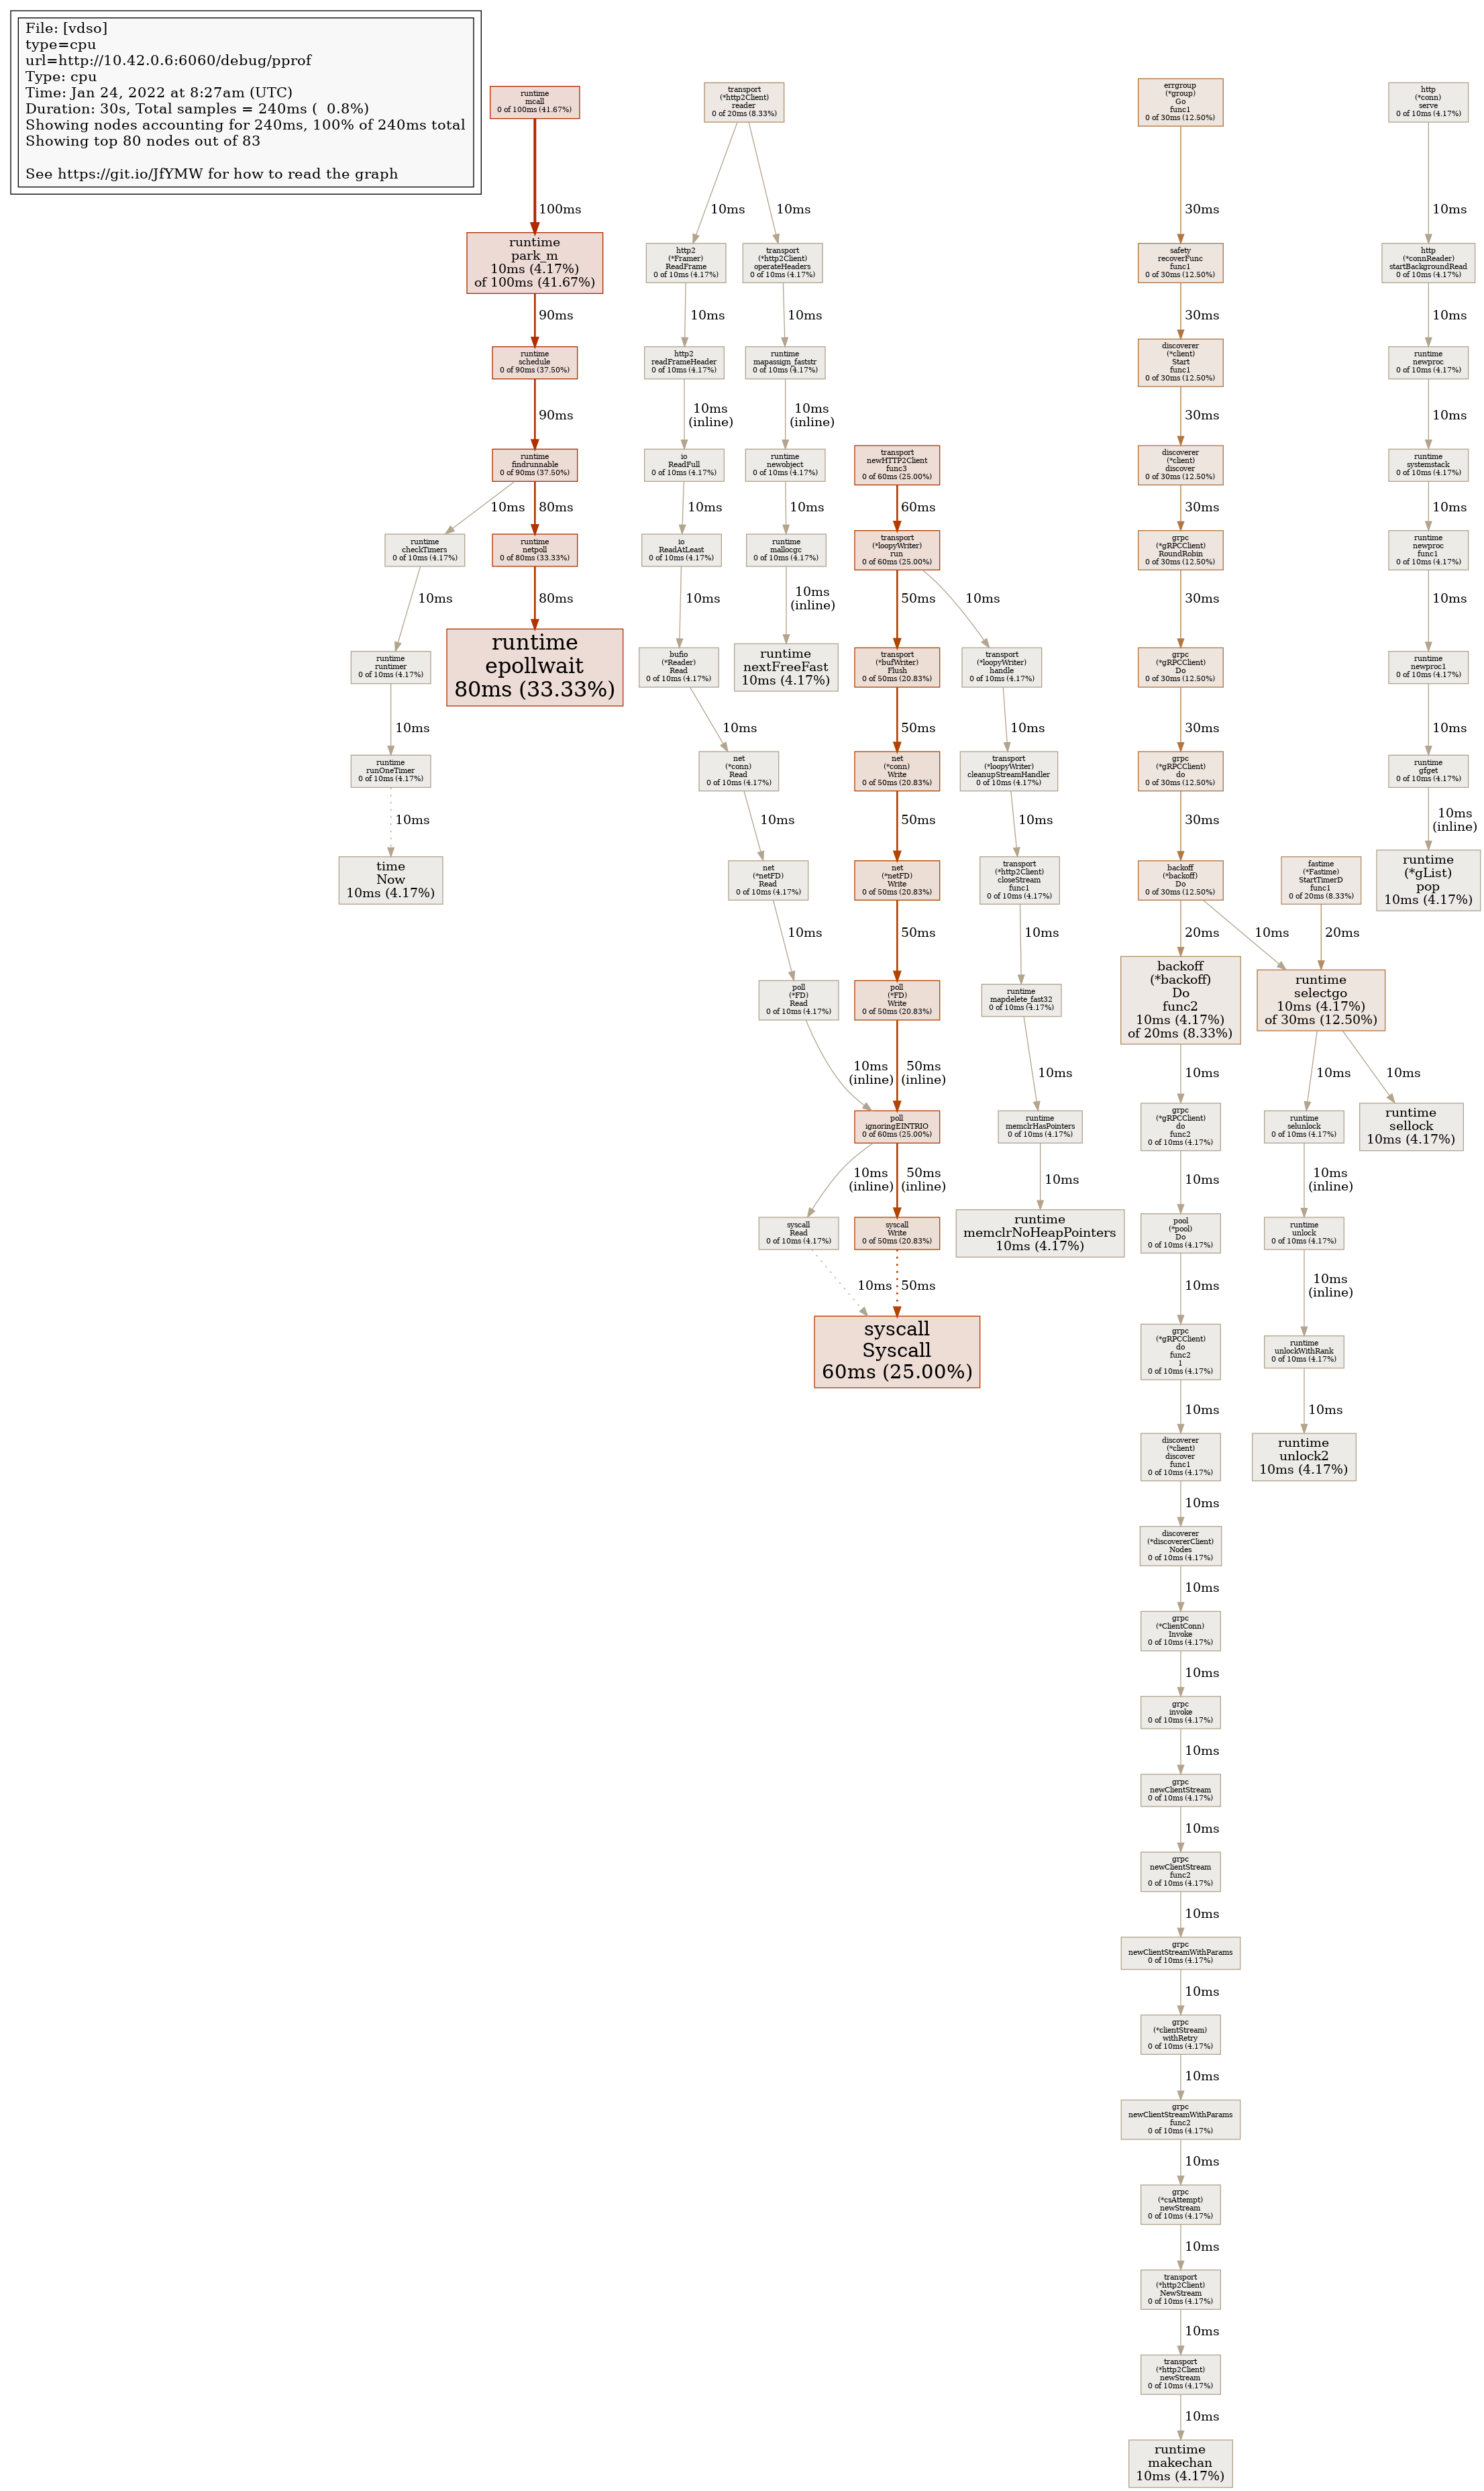 File: [vdso]
type=cpu
url=http://10.42.0.6:6060/debug/pprof
Type: cpu
Time: Jan 24, 2022 at 8:27am (UTC)
Duration: 30s, Total samples = 240ms (  0.8%)
Showing nodes accounting for 240ms, 100% of 240ms total
Showing top 80 nodes out of 83
See https://git.io/JfYMW for how to read the graph
runtime
mcall
0 of 100ms (41.67%)
100ms
runtime
park_m
10ms (4.17%)
of 100ms (41.67%)
90ms
runtime
schedule
0 of 90ms (37.50%)
90ms
runtime
findrunnable
0 of 90ms (37.50%)
10ms
80ms
runtime
checkTimers
0 of 10ms (4.17%)
runtime
netpoll
0 of 80ms (33.33%)
10ms
80ms
runtime
runtimer
0 of 10ms (4.17%)
runtime
epollwait
80ms (33.33%)
10ms
runtime
runOneTimer
0 of 10ms (4.17%)
10ms
time
Now
10ms (4.17%)
transport
(*http2Client)
reader
0 of 20ms (8.33%)
10ms
10ms
http2
(*Framer)
ReadFrame
0 of 10ms (4.17%)
transport
(*http2Client)
operateHeaders
0 of 10ms (4.17%)
10ms
10ms
http2
readFrameHeader
0 of 10ms (4.17%)
runtime
mapassign_faststr
0 of 10ms (4.17%)
10ms
(inline)
10ms
(inline)
io
ReadFull
0 of 10ms (4.17%)
runtime
newobject
0 of 10ms (4.17%)
10ms
10ms
io
ReadAtLeast
0 of 10ms (4.17%)
runtime
mallocgc
0 of 10ms (4.17%)
10ms
10ms
(inline)
bufio
(*Reader)
Read
0 of 10ms (4.17%)
runtime
nextFreeFast
10ms (4.17%)
10ms
net
(*conn)
Read
0 of 10ms (4.17%)
10ms
net
(*netFD)
Read
0 of 10ms (4.17%)
10ms
poll
(*FD)
Read
0 of 10ms (4.17%)
10ms
(inline)
transport
newHTTP2Client
func3
0 of 60ms (25.00%)
60ms
transport
(*loopyWriter)
run
0 of 60ms (25.00%)
50ms
10ms
transport
(*bufWriter)
Flush
0 of 50ms (20.83%)
transport
(*loopyWriter)
handle
0 of 10ms (4.17%)
50ms
10ms
net
(*conn)
Write
0 of 50ms (20.83%)
transport
(*loopyWriter)
cleanupStreamHandler
0 of 10ms (4.17%)
50ms
10ms
net
(*netFD)
Write
0 of 50ms (20.83%)
transport
(*http2Client)
closeStream
func1
0 of 10ms (4.17%)
50ms
10ms
poll
(*FD)
Write
0 of 50ms (20.83%)
runtime
mapdelete_fast32
0 of 10ms (4.17%)
50ms
(inline)
10ms
poll
ignoringEINTRIO
0 of 60ms (25.00%)
runtime
memclrHasPointers
0 of 10ms (4.17%)
10ms
(inline)
50ms
(inline)
10ms
syscall
Read
0 of 10ms (4.17%)
syscall
Write
0 of 50ms (20.83%)
runtime
memclrNoHeapPointers
10ms (4.17%)
10ms
50ms
syscall
Syscall
60ms (25.00%)
errgroup
(*group)
Go
func1
0 of 30ms (12.50%)
30ms
safety
recoverFunc
func1
0 of 30ms (12.50%)
30ms
discoverer
(*client)
Start
func1
0 of 30ms (12.50%)
30ms
discoverer
(*client)
discover
0 of 30ms (12.50%)
30ms
grpc
(*gRPCClient)
RoundRobin
0 of 30ms (12.50%)
30ms
grpc
(*gRPCClient)
Do
0 of 30ms (12.50%)
30ms
grpc
(*gRPCClient)
do
0 of 30ms (12.50%)
30ms
backoff
(*backoff)
Do
0 of 30ms (12.50%)
fastime
(*Fastime)
StartTimerD
func1
0 of 20ms (8.33%)
20ms
10ms
20ms
backoff
(*backoff)
Do
func2
10ms (4.17%)
of 20ms (8.33%)
runtime
selectgo
10ms (4.17%)
of 30ms (12.50%)
10ms
10ms
10ms
grpc
(*gRPCClient)
do
func2
0 of 10ms (4.17%)
runtime
selunlock
0 of 10ms (4.17%)
runtime
sellock
10ms (4.17%)
10ms
10ms
(inline)
pool
(*pool)
Do
0 of 10ms (4.17%)
runtime
unlock
0 of 10ms (4.17%)
10ms
10ms
(inline)
grpc
(*gRPCClient)
do
func2
1
0 of 10ms (4.17%)
runtime
unlockWithRank
0 of 10ms (4.17%)
10ms
10ms
discoverer
(*client)
discover
func1
0 of 10ms (4.17%)
runtime
unlock2
10ms (4.17%)
10ms
discoverer
(*discovererClient)
Nodes
0 of 10ms (4.17%)
10ms
grpc
(*ClientConn)
Invoke
0 of 10ms (4.17%)
10ms
grpc
invoke
0 of 10ms (4.17%)
10ms
grpc
newClientStream
0 of 10ms (4.17%)
10ms
grpc
newClientStream
func2
0 of 10ms (4.17%)
10ms
grpc
newClientStreamWithParams
0 of 10ms (4.17%)
10ms
grpc
(*clientStream)
withRetry
0 of 10ms (4.17%)
10ms
grpc
newClientStreamWithParams
func2
0 of 10ms (4.17%)
10ms
grpc
(*csAttempt)
newStream
0 of 10ms (4.17%)
10ms
transport
(*http2Client)
NewStream
0 of 10ms (4.17%)
10ms
transport
(*http2Client)
newStream
0 of 10ms (4.17%)
10ms
runtime
makechan
10ms (4.17%)
http
(*conn)
serve
0 of 10ms (4.17%)
10ms
http
(*connReader)
startBackgroundRead
0 of 10ms (4.17%)
10ms
runtime
newproc
0 of 10ms (4.17%)
10ms
runtime
systemstack
0 of 10ms (4.17%)
10ms
runtime
newproc
func1
0 of 10ms (4.17%)
10ms
runtime
newproc1
0 of 10ms (4.17%)
10ms
runtime
gfget
0 of 10ms (4.17%)
10ms
(inline)
runtime
(*gList)
pop
10ms (4.17%)